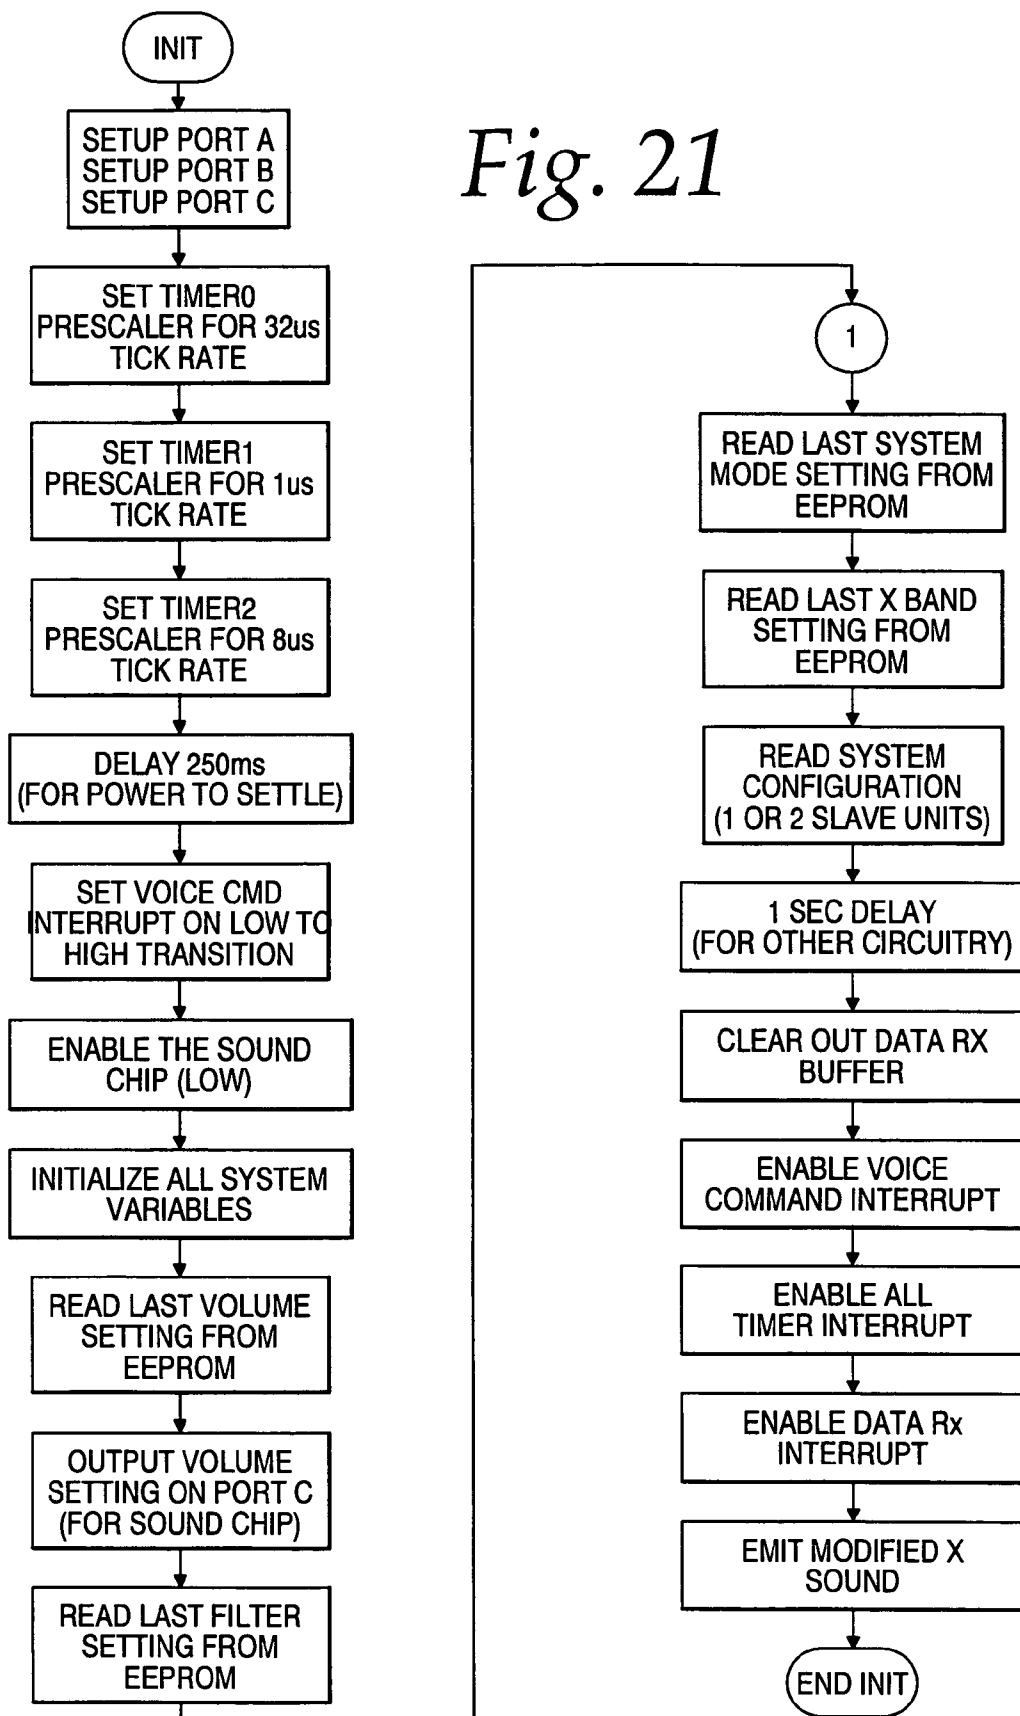 Fig. 21
INIT
SETUP PORT A
SETUP PORT B
SETUP PORT C
SET TIMER0
PRESCALER FOR 32us
TICK RATE
SET TIMER1
PRESCALER FOR 1us
TICK RATE
SET TIMER2
PRESCALER FOR 8us
TICK RATE
DELAY 250ms
(FOR POWER TO SETTLE)
SET VOICE CMD
INTERRUPT ON LOW TO
HIGH TRANSITION
ENABLE THE SOUND
CHIP (LOW)
INITIALIZE ALL SYSTEM
VARIABLES
READ LAST VOLUME
SETTING FROM
EEPROM
OUTPUT VOLUME
SETTING ON PORT C
(FOR SOUND CHIP)
READ LAST FILTER
SETTING FROM
EEPROM
1
READ LAST SYSTEM
MODE SETTING FROM
EEPROM
READ LAST X BAND
SETTING FROM
EEPROM
READ SYSTEM
CONFIGURATION
(1 OR 2 SLAVE UNITS)
1 SEC DELAY
(FOR OTHER CIRCUITRY)
CLEAR OUT DATA RX
BUFFER
ENABLE VOICE
COMMAND INTERRUPT
ENABLE ALL
TIMER INTERRUPT
ENABLE DATA Rx
INTERRUPT
EMIT MODIFIED X
SOUND
END INIT